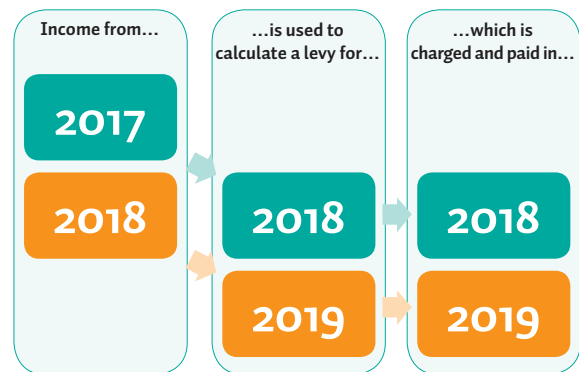 Income from…
2017
2018
…is used to
calculate a levy for…
2018
2019
…which is
charged and paid in…
2018
2019